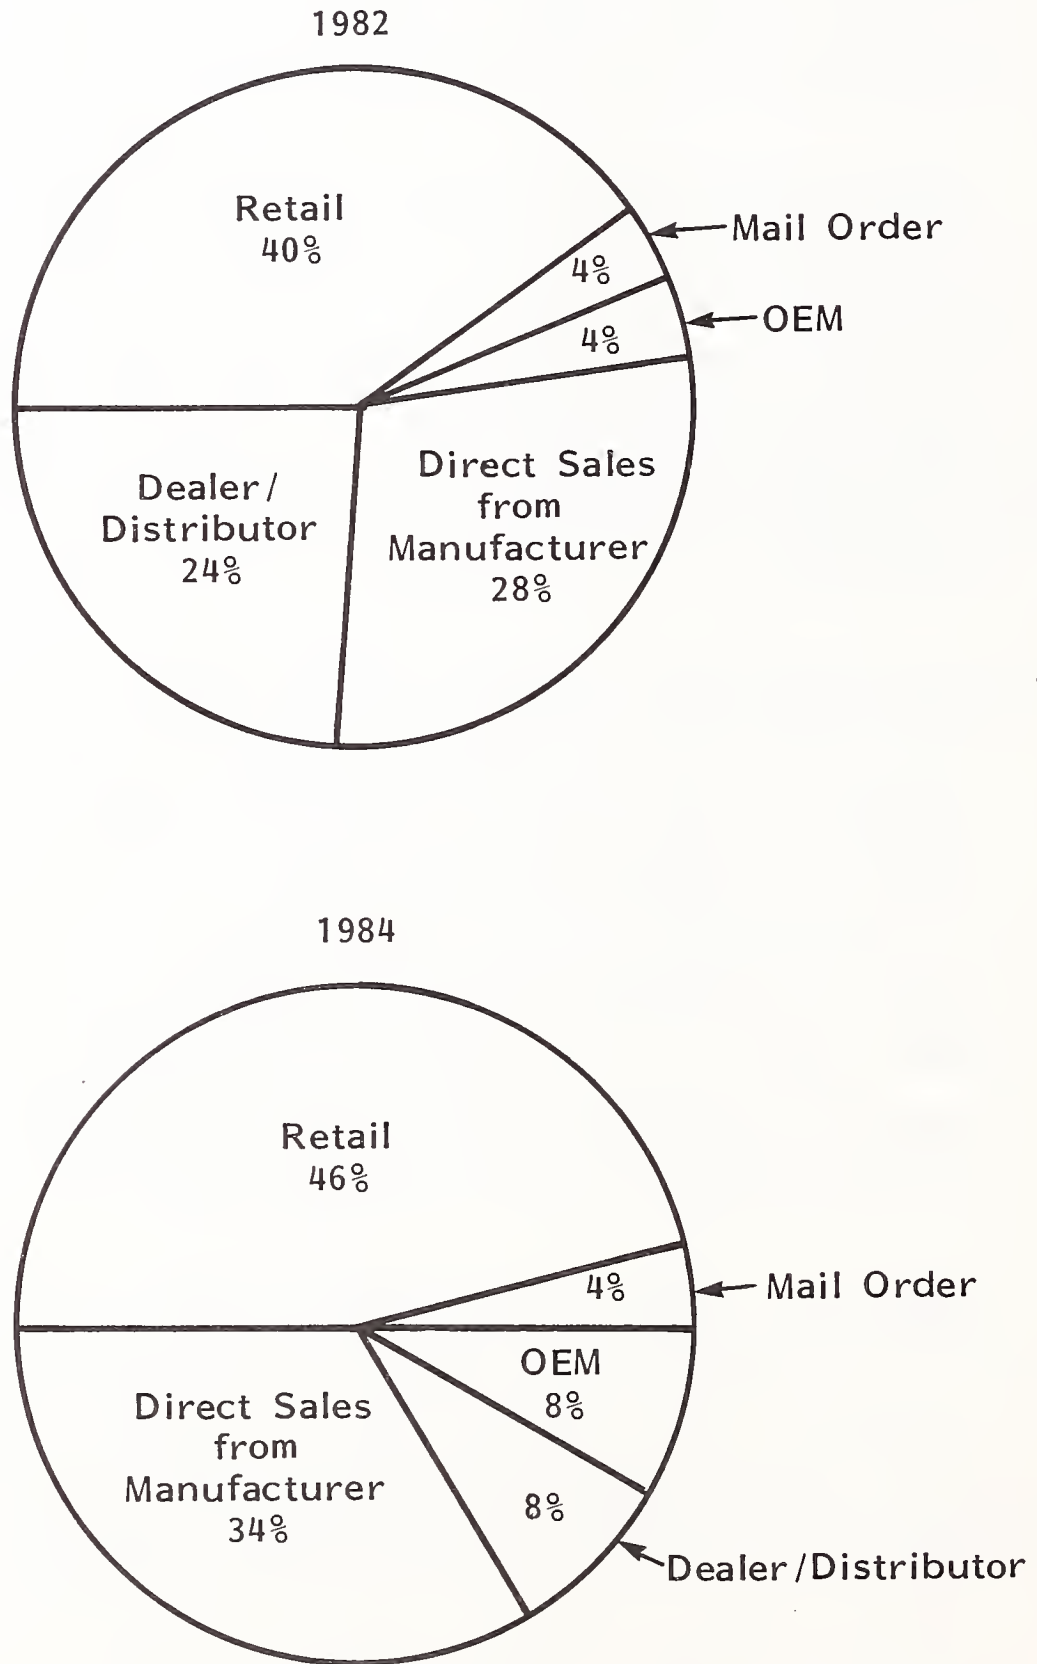 1982
Retail
40%
Mail Order
4%
OEM
4%
Direct Sales
from
Manufacturer
28%
Dealer/
Distributor
24%
1984
Retail
46%
4%
Mail Order
OEM
8%
Direct Sales
from
Manufacturer
34%
8%
Dealer/Distributor